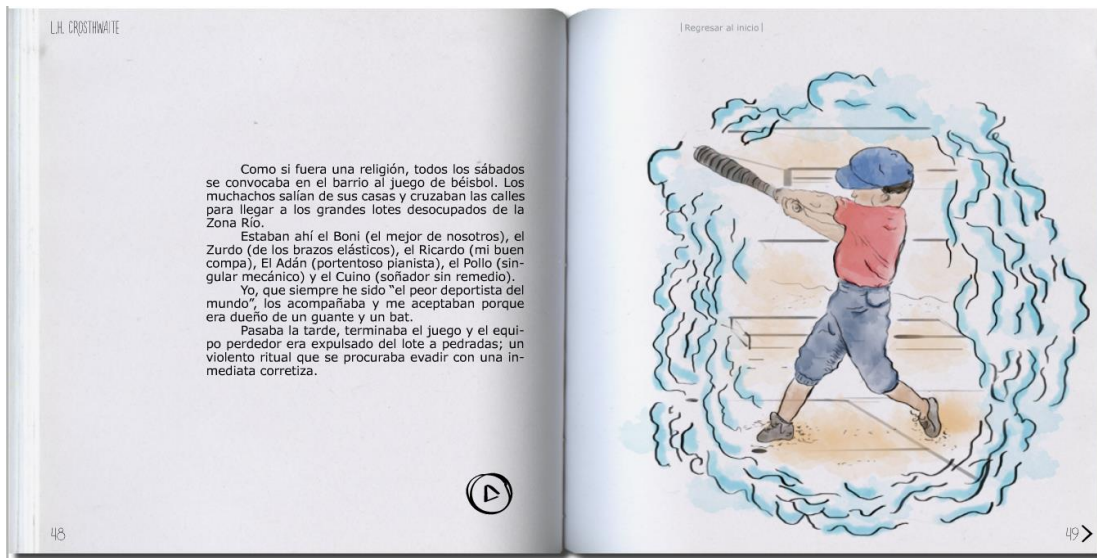 L.H. CROSTHWAITE
Como si fuera una religión, todos los sábados
se convocaba en el barrio al juego de béisbol. Los
muchachos salían de sus casas y cruzaban las calles
para llegar a los grandes lotes desocupados de la
Zona Río.
Estaban ahí el Boni (el mejor de nosotros), el
Zurdo (de los brazos elásticos), el Ricardo (mi buen
compa), El Adán (portentoso pianista), el Pollo (sin-
gular mecánico) y el Cuino (soñador sin remedio).
Yo, que siempre he sido “el peor deportista del
mundo”, los acompañaba y me aceptaban porque
era dueño de un guante y un bat.
Pasaba la tarde, terminaba el juego y el equi-
po perdedor era expulsado del lote a pedradas; un
violento ritual que se procuraba evadir con una in-
mediata corretiza.
48
|Regresar al inicio|
49